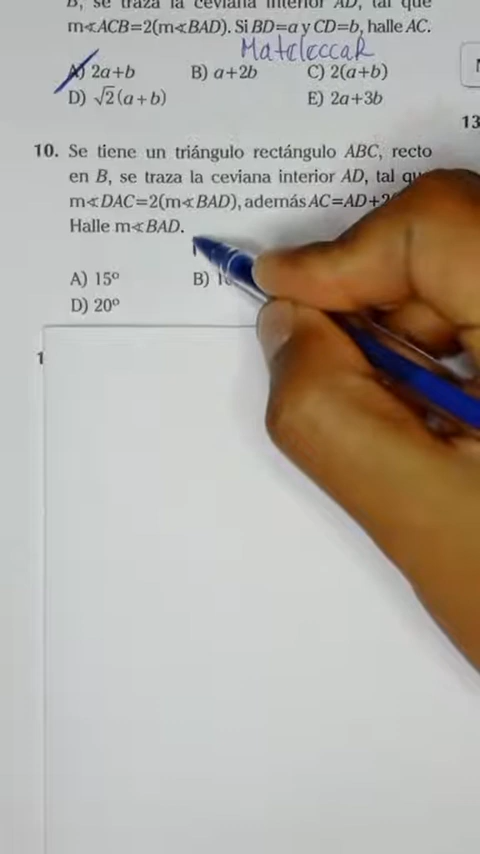 B, se traza la ceviana interior AD, tal que
m∢ACB=2(m∢BAD). Si BD=a y CD=b, halle AC.
MateleccaR
A) 2a+b B) a+2b C) 2(a+b)
D) √2(a+b) E) 2a+3b
13
10. Se tiene un triángulo rectángulo ABC, recto
en B, se traza la ceviana interior AD, tal que
m∢DAC=2(m∢BAD), además AC=AD+2
Halle m∢BAD.
A) 15º B)
D) 20º
1